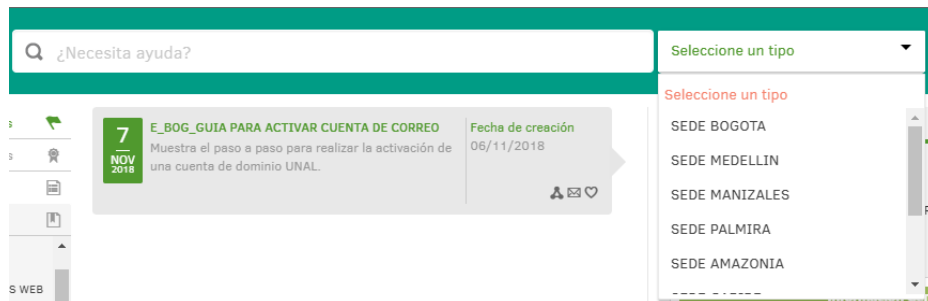 ¿Necesita ayuda?
Seleccione un tipo
Seleccione un tipo
SEDE BOGOTA
SEDE MEDELLIN
SEDE MANIZALES
SEDE PALMIRA
SEDE AMAZONIA
7
NOV
2018
E_BOG_GUIA PARA ACTIVAR CUENTA DE CORREO
Muestra el paso a paso para realizar la activación de
una cuenta de dominio UNAL.
Fecha de creación
06/11/2018
S WEB